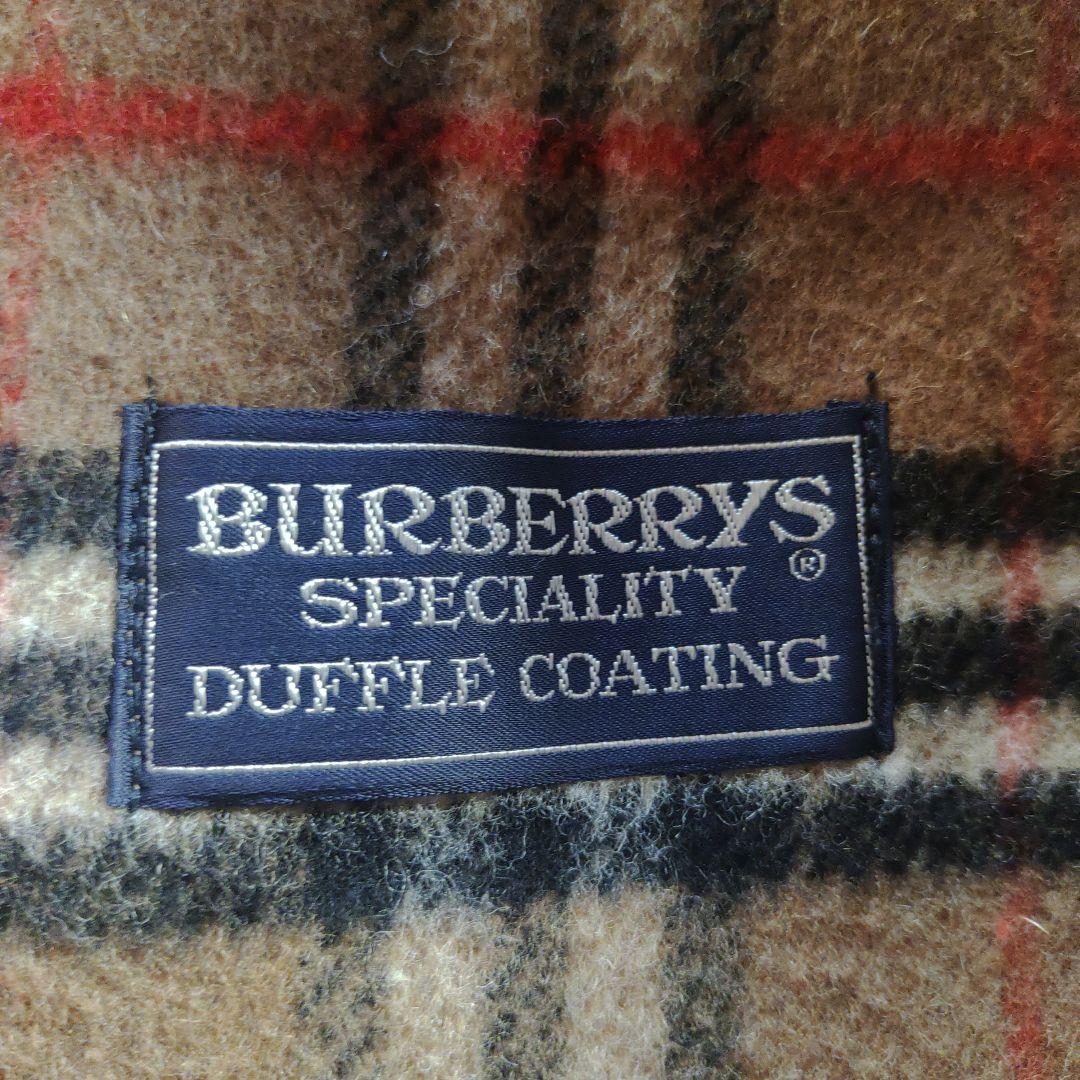 BURBERRYS
®
SPECIALITY
DUFFLE COATING